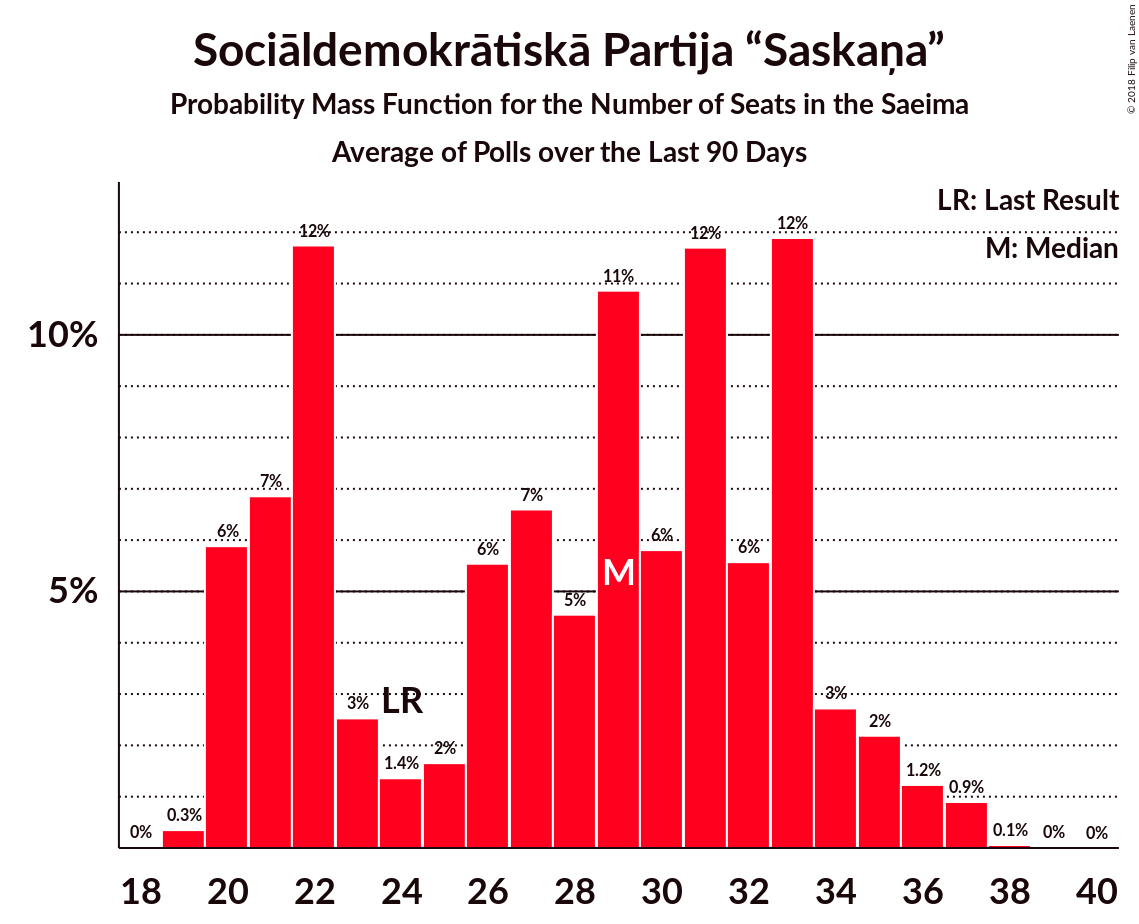 Sociāldemokrātiskā Partija “Saskaņa”
Probability Mass Function for the Number of Seats in the Saeima
Average of Polls over the Last 90 Days
© 2018 Filip van Laenen
LR: Last Result
M: Median
10%
5%
0%
0.3%
6%
7%
12%
3%
LR
1.4%
2%
6%
7%
5%
11%
M
6%
12%
6%
12%
3%
2%
1.2%
0.9%
0.1%
0%
0%
18 20 22 24 26 28 30 32 34 36 38 40